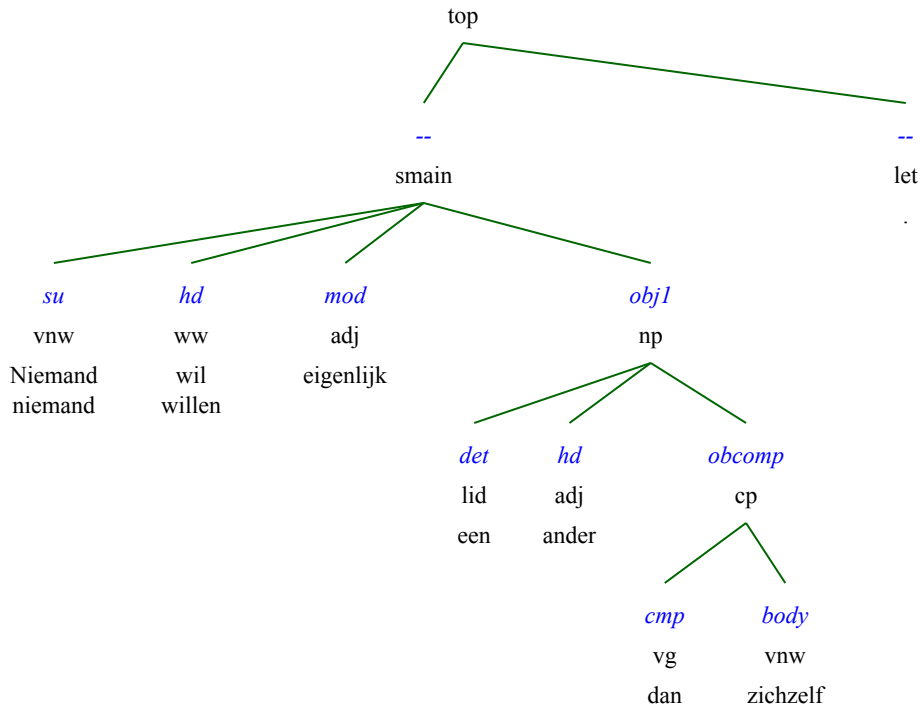 top
-- --
smain let
.
su hd mod obj1
vnw ww adj np
Niemand wil eigenlijk
niemand willen
det hd obcomp
lid adj cp
een ander
cmp body
vg vnw
dan zichzelf